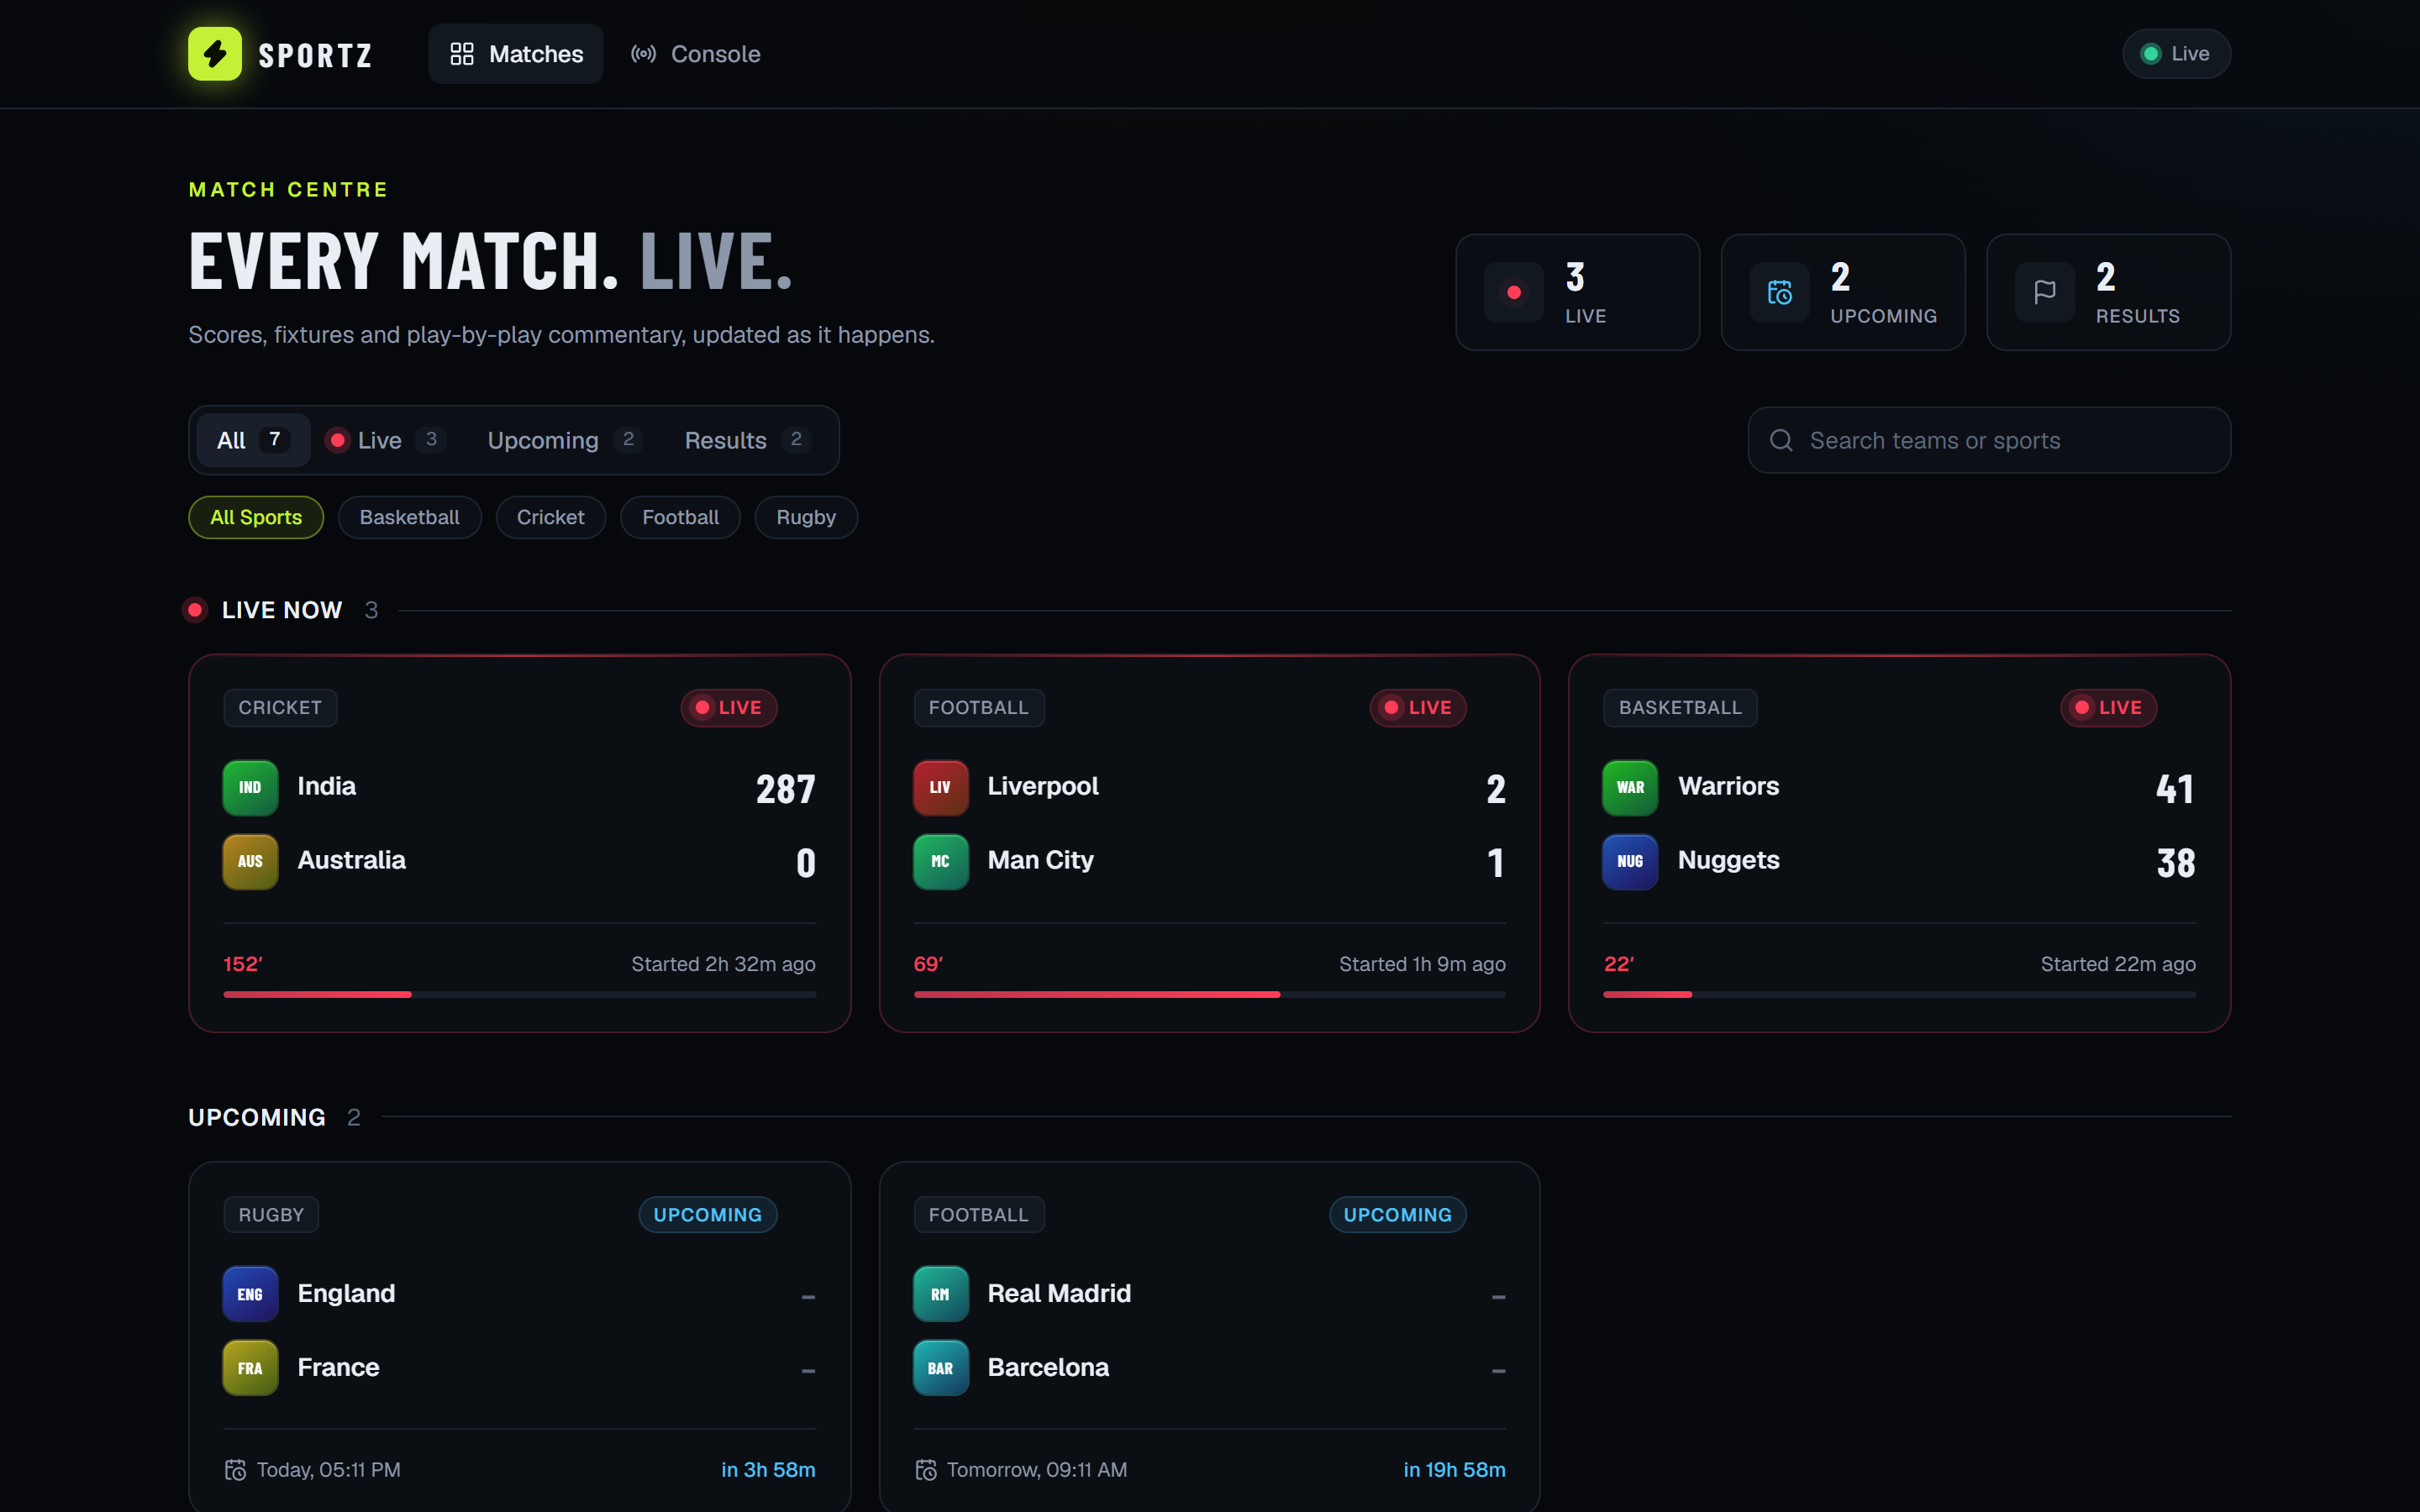 SPORTZ
Matches
Console
Live
MATCH CENTRE
EVERY MATCH. LIVE.
Scores, fixtures and play-by-play commentary, updated as it happens.
3
LIVE
2
UPCOMING
2
RESULTS
All 7
Live 3
Upcoming 2
Results 2
Search teams or sports
All Sports
Basketball
Cricket
Football
Rugby
LIVE NOW 3
CRICKET
LIVE
IND India 287
AUS Australia 0
152′
Started 2h 32m ago
FOOTBALL
LIVE
LIV Liverpool 2
MC Man City 1
69′
Started 1h 9m ago
BASKETBALL
LIVE
WAR Warriors 41
NUG Nuggets 38
22′
Started 22m ago
UPCOMING 2
RUGBY
UPCOMING
ENG England –
FRA France –
Today, 05:11 PM
in 3h 58m
FOOTBALL
UPCOMING
RM Real Madrid –
BAR Barcelona –
Tomorrow, 09:11 AM
in 19h 58m